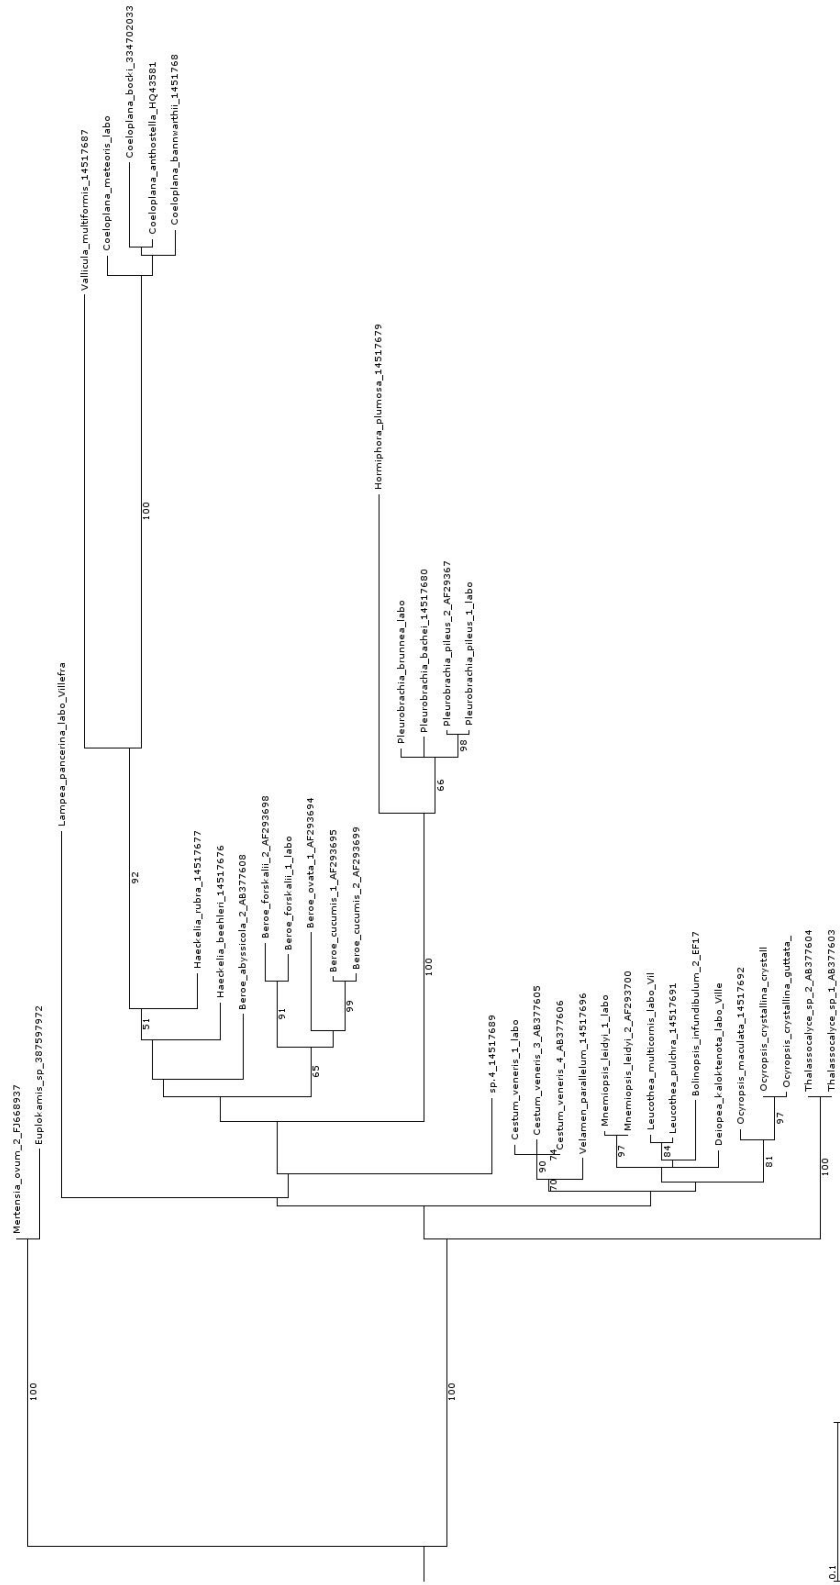 Mertensia_ovum_2_FJ668937
Euplokamis_sp_387597972
100
Lampea_pancerina_labo_Villefra
Vallicula_multiformis_14517687
Coeloplana_meteoris_labo
Coeloplana_bocki_334702033
Coeloplana_anthostella_HQ43581
Coeloplana_bannwarthii_1451768
100
92
Haeckelia_rubra_14517677
51
Haeckelia_beehleri_14517676
Beroe_abyssicola_2_AB377608
Beroe_forskalii_2_AF293698
Beroe_forskalii_1_labo
91
Beroe_ovata_1_AF293694
Beroe_cucumis_1_AF293695
Beroe_cucumis_2_AF293699
99
65
Hormiphora_plumosa_14517679
Pleurobrachia_brunnea_labo
Pleurobrachia_bachei_14517680
Pleurobrachia_pileus_2_AF29367
Pleurobrachia_pileus_1_labo
98
66
100
sp.4_14517689
Cestum_veneris_1_labo
Cestum_veneris_3_AB377605
Cestum_veneris_4_AB377606
74
90
Velamen_parallelum_14517696
70
Mnemiopsis_leidyi_1_labo
Mnemiopsis_leidyi_2_AF293700
97
Leucothea_multicornis_labo_Vil
Leucothea_pulchra_14517691
84
Bolinopsis_infundibulum_2_EF17
Deiopea_kaloktenota_labo_Ville
Ocyropsis_maculata_14517692
Ocyropsis_crystallina_crystall
Ocyropsis_crystallina_guttata_
97
81
Thalassocalyce_sp_2_AB377604
Thalassocalyce_sp_1_AB377603
100
100
0.1